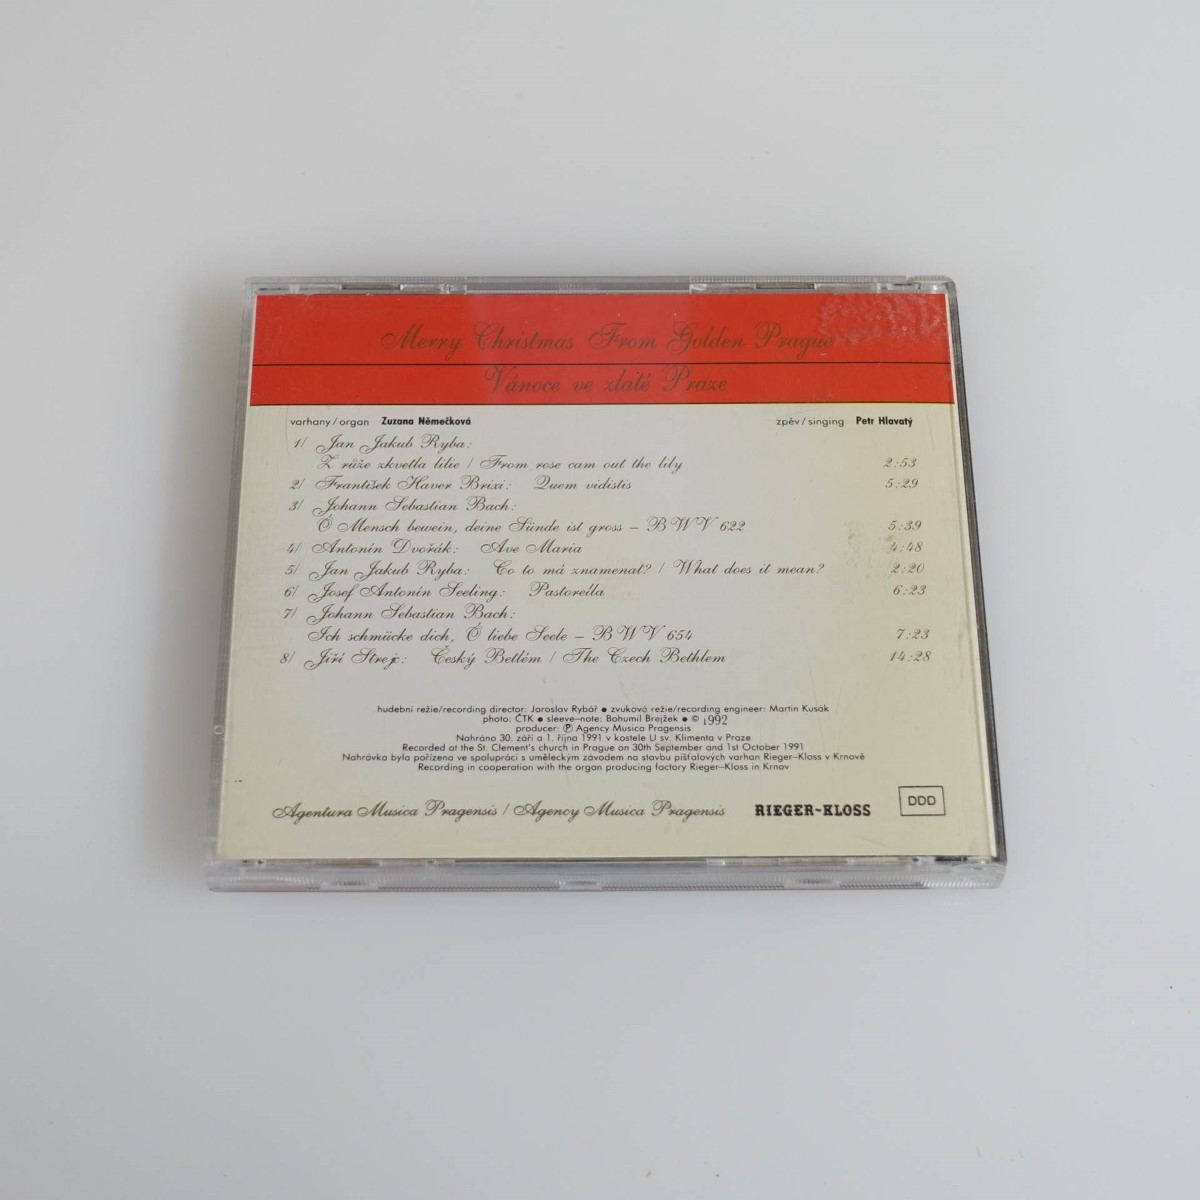 Merry Christmas From Golden Prague
Vánoce ve zlaté Praze
varhany/organ Zuzana Němečková zpěv/singing Petr Hlavatý
1/ Jan Jakub Ryba:
Z růže zkvetla lilie / From rose cam out the lily 2:53
2/ František Xaver Brixi: Quem vidistis 5:29
3/ Johann Sebastian Bach:
Ó Mensch bewein, deine Sünde ist gross – BWV 622 5:39
4/ Antonín Dvořák: Ave Maria 4:48
5/ Jan Jakub Ryba: Co to má znamenat? / What does it mean? 2:20
6/ Josef Antonín Seeling: Pastorella 6:23
7/ Johann Sebastian Bach:
Ich schmücke dich, Ó liebe Seele – BWV 654 7:23
8/ Jiří Strejc: Český Betlém / The Czech Bethlem 14:28
hudební režie/recording director: Jaroslav Rybář ● zvuková režie/recording engineer: Martin Kusák
photo: ČTK ● sleeve–note: Bohumil Brejžek ● © 1992
producer: Ⓟ Agency Musica Pragensis
Nahráno 30. září a 1. října 1991 v kostele U sv. Klimenta v Praze
Recorded at the St. Clement's church in Prague on 30th September and 1st October 1991
Nahrávka byla pořízena ve spolupráci s uměleckým závodem na stavbu píšťalových varhan Rieger–Kloss v Krnově
Recording in cooperation with the organ producing factory Rieger–Kloss in Krnov
Agentura Musica Pragensis / Agency Musica Pragensis RIEGER~KLOSS DDD